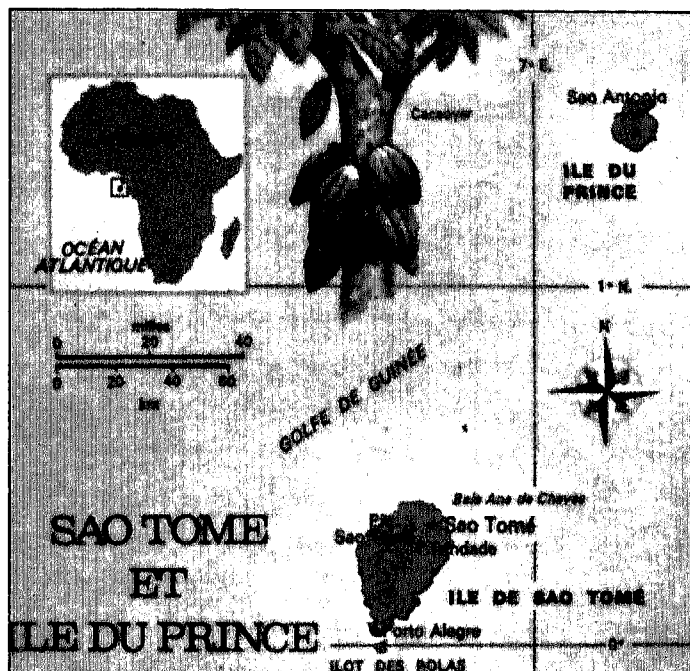 7° E.
Sao Antonio
Cacaoyer
ILE DU
PRINCE
OCÉAN
ATLANTIQUE
1° N.
milles
0 20 40
0 20 40 60
km
N
GOLFE DE GUINÉE
Baie Ana de Chaves
Sao Tomé
SAO TOME
ET
ILE DU PRINCE
ILE DE SAO TOMÉ
Porto Alegre
0°
ILOT DES ROLAS